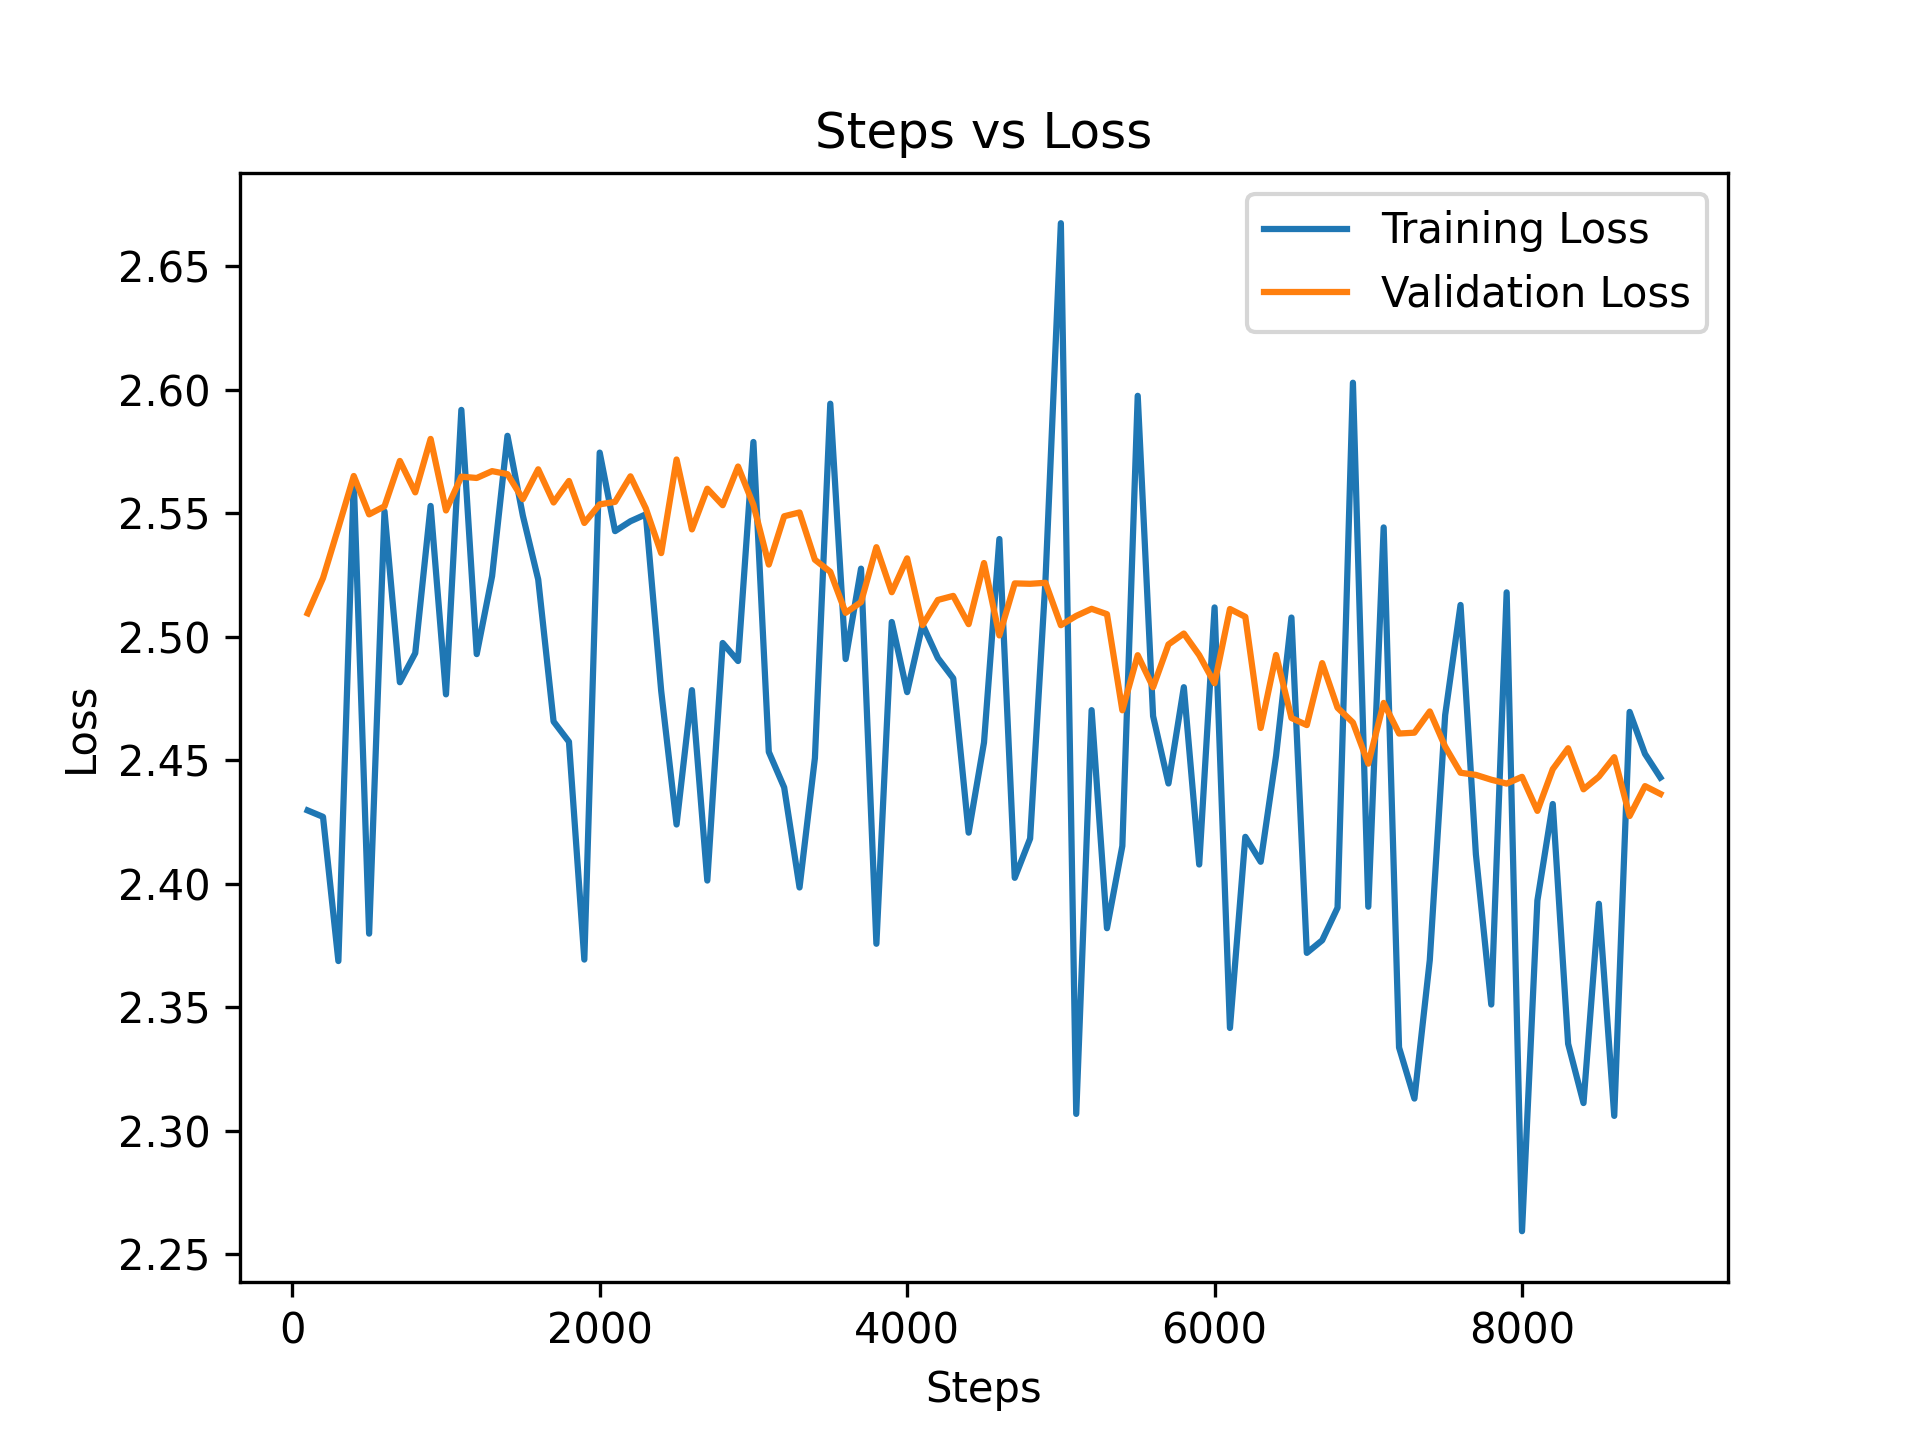 Steps vs Loss
Training Loss
Validation Loss
2.65
2.60
2.55
2.50
2.45
2.40
2.35
2.30
2.25
Loss
0 2000 4000 6000 8000
Steps